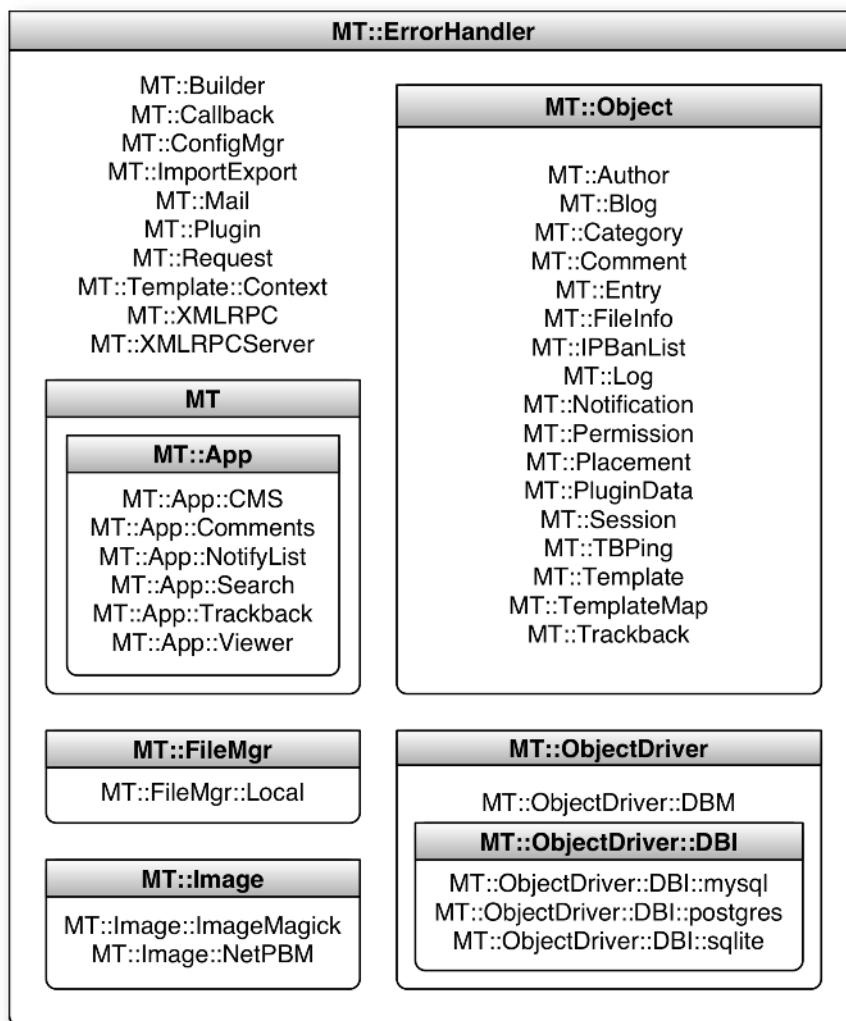 MT::ErrorHandler
MT::Builder
MT::Callback
MT::ConfigMgr
MT::ImportExport
MT::Mail
MT::Plugin
MT::Request
MT::Template::Context
MT::XMLRPC
MT::XMLRPCServer
MT
MT::App
MT::App::CMS
MT::App::Comments
MT::App::NotifyList
MT::App::Search
MT::App::Trackback
MT::App::Viewer
MT::Object
MT::Author
MT::Blog
MT::Category
MT::Comment
MT::Entry
MT::FileInfo
MT::IPBanList
MT::Log
MT::Notification
MT::Permission
MT::Placement
MT::PluginData
MT::Session
MT::TBPing
MT::Template
MT::TemplateMap
MT::Trackback
MT::FileMgr
MT::FileMgr::Local
MT::Image
MT::Image::ImageMagick
MT::Image::NetPBM
MT::ObjectDriver
MT::ObjectDriver::DBM
MT::ObjectDriver::DBI
MT::ObjectDriver::DBI::mysql
MT::ObjectDriver::DBI::postgres
MT::ObjectDriver::DBI::sqlite